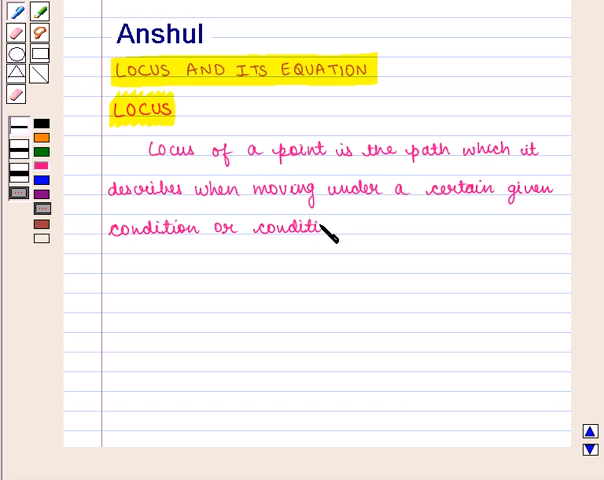 Anshul
LOCUS AND ITS EQUATION
LOCUS
Locus of a point is the path which it
describes when moving under a certain given
condition or conditi